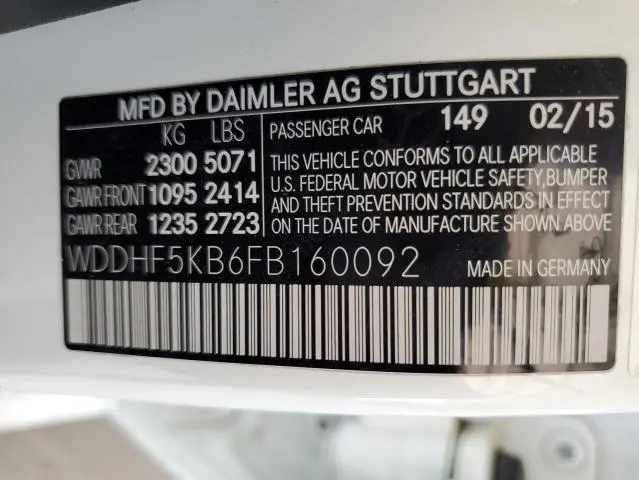 MFD BY DAIMLER AG STUTTGART
KG LBS
GVWR 2300 5071
GAWR FRONT 1095 2414
GAWR REAR 1235 2723
PASSENGER CAR 149 02/15
THIS VEHICLE CONFORMS TO ALL APPLICABLE
U.S. FEDERAL MOTOR VEHICLE SAFETY, BUMPER
AND THEFT PREVENTION STANDARDS IN EFFECT
ON THE DATE OF MANUFACTURE SHOWN ABOVE
WDDHF5KB6FB160092 MADE IN GERMANY